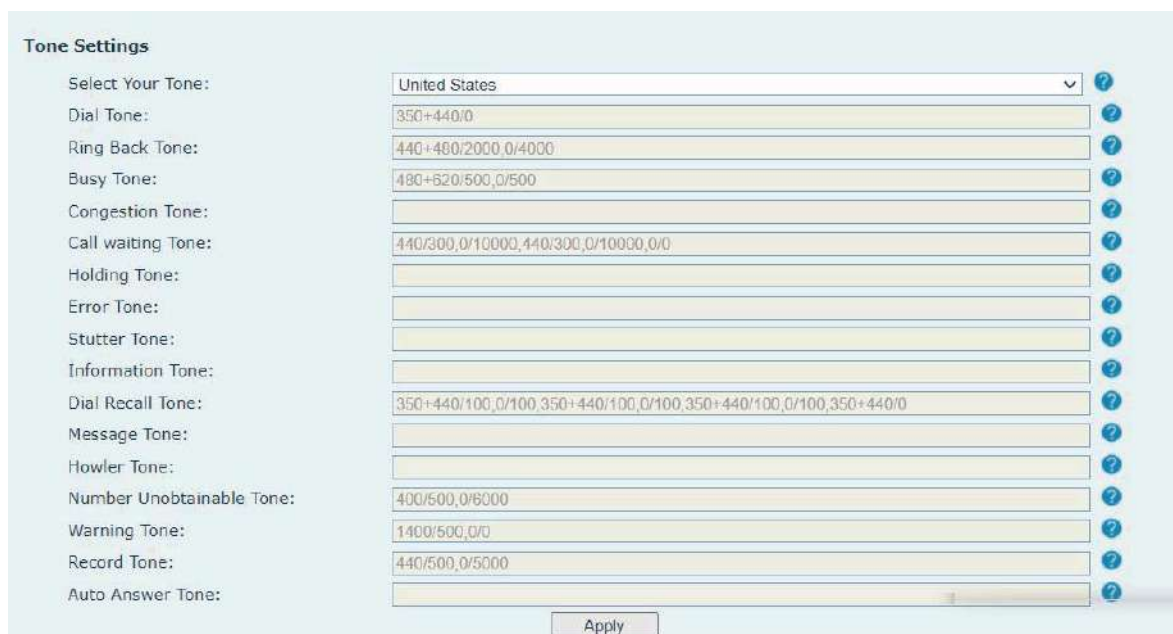 Tone Settings
Select Your Tone: United States
Dial Tone: 350+440/0
Ring Back Tone: 440+480/2000,0/4000
Busy Tone: 480+620/500,0/500
Congestion Tone:
Call waiting Tone: 440/300,0/10000,440/300,0/10000,0/0
Holding Tone:
Error Tone:
Stutter Tone:
Information Tone:
Dial Recall Tone: 350+440/100,0/100,350+440/100,0/100,350+440/100,0/100,350+440/0
Message Tone:
Howler Tone:
Number Unobtainable Tone: 400/500,0/6000
Warning Tone: 1400/500,0/0
Record Tone: 440/500,0/5000
Auto Answer Tone:
Apply